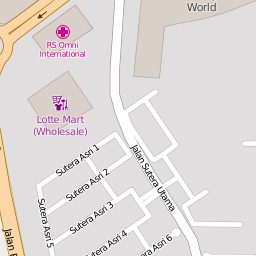 World
RS Omni
International
Lotte Mart
(Wholesale)
Jalan Sutera Utama
Sutera Asri 1
Sutera Asri 2
Sutera Asri 3
Sutera Asri 4
Sutera Asri 5
Asri 6
Jalan